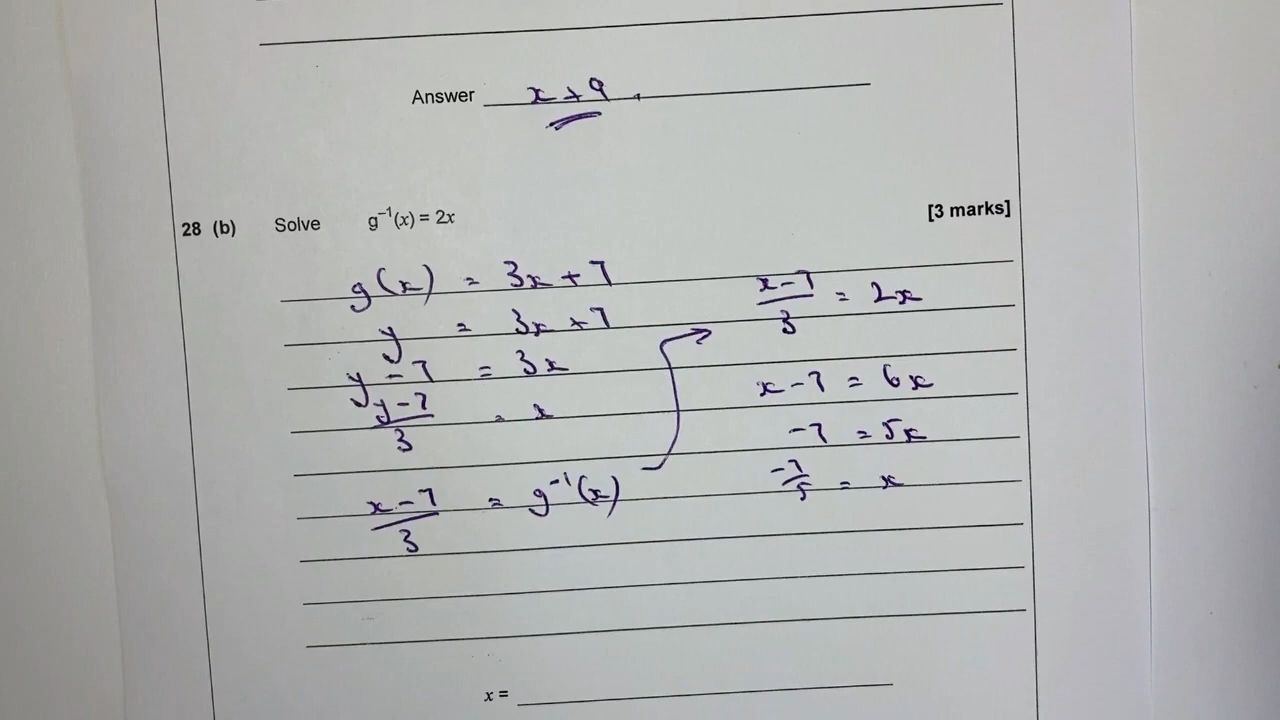 Answer x + 9
28 (b) Solve g⁻¹(x) = 2x [3 marks]
g(x) = 3x + 7
y = 3x + 7
y - 7 = 3x
(y - 7)/3 = x
(x - 7)/3 = g⁻¹(x)
(x - 7)/3 = 2x
x - 7 = 6x
-7 = 5x
-7/5 = x
x =